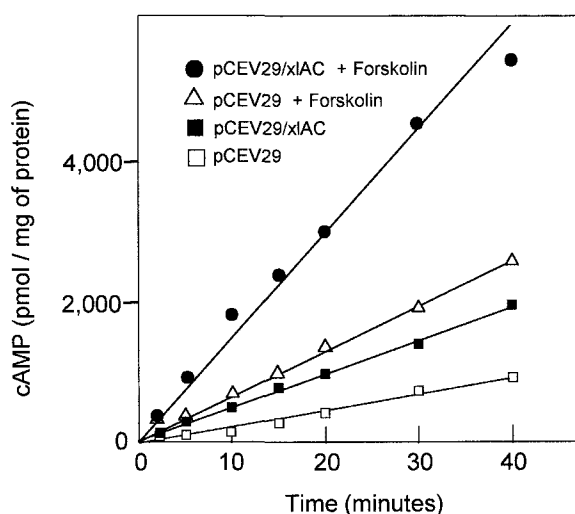 pCEV29/xlAC + Forskolin
pCEV29 + Forskolin
pCEV29/xlAC
pCEV29
cAMP (pmol / mg of protein)
4,000
2,000
0
0 10 20 30 40
Time (minutes)